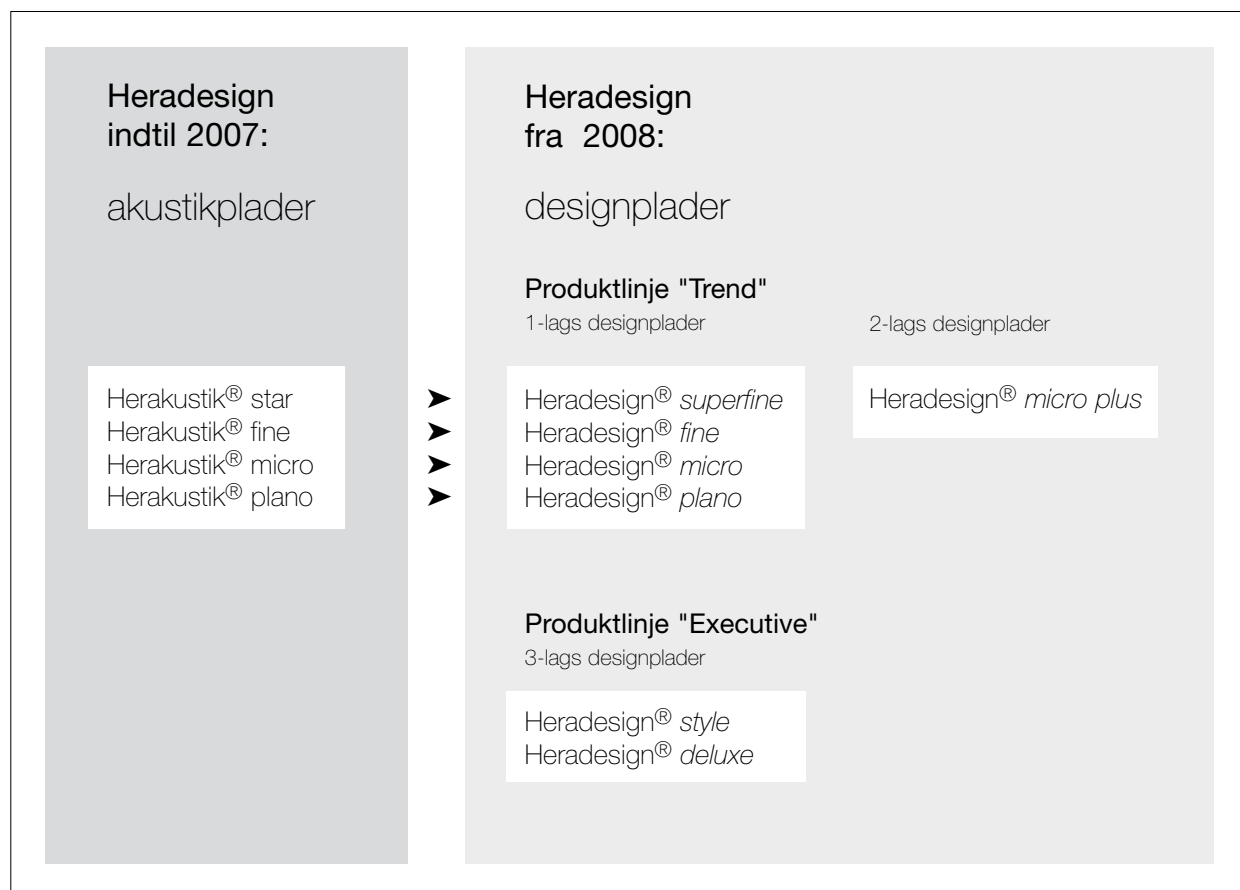 Heradesign
indtil 2007:
akustikplader
Herakustik® star
Herakustik® fine
Herakustik® micro
Herakustik® plano
Heradesign
fra 2008:
designplader
Produktlinje "Trend"
1-lags designplader
Heradesign® superfine
Heradesign® fine
Heradesign® micro
Heradesign® plano
2-lags designplader
Heradesign® micro plus
Produktlinje "Executive"
3-lags designplader
Heradesign® style
Heradesign® deluxe